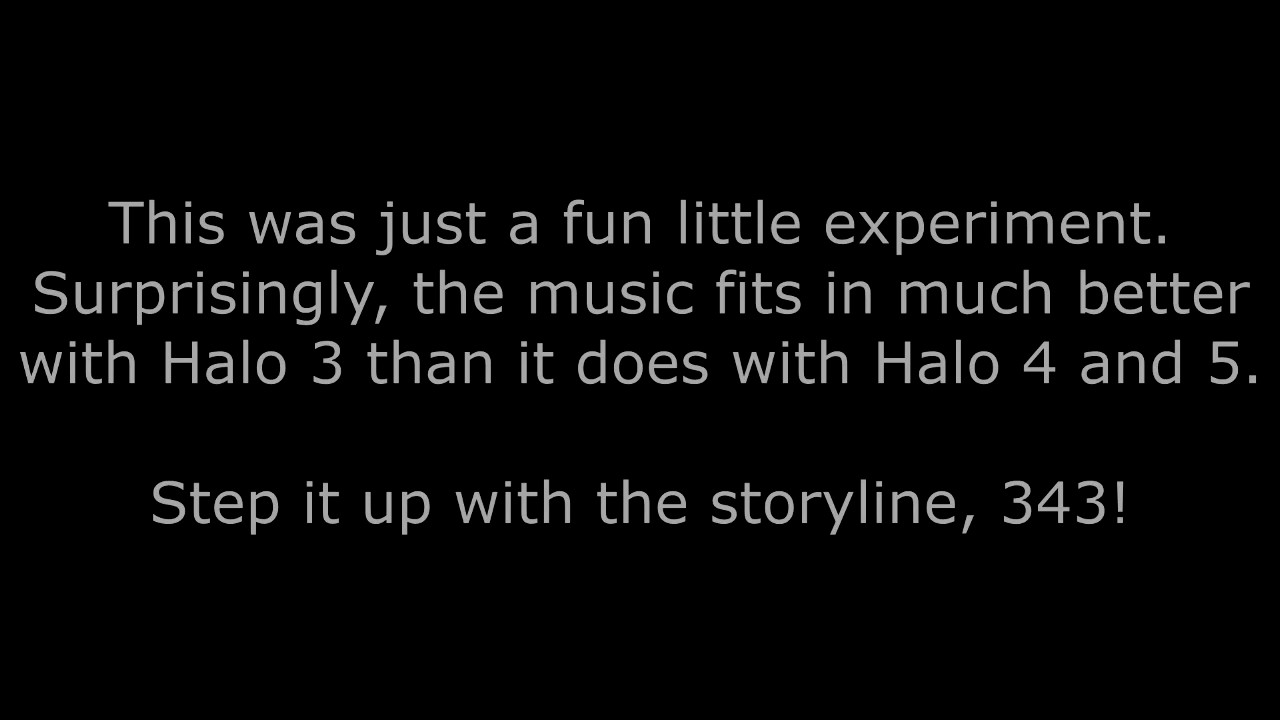 This was just a fun little experiment.
Surprisingly, the music fits in much better
with Halo 3 than it does with Halo 4 and 5.
Step it up with the storyline, 343!